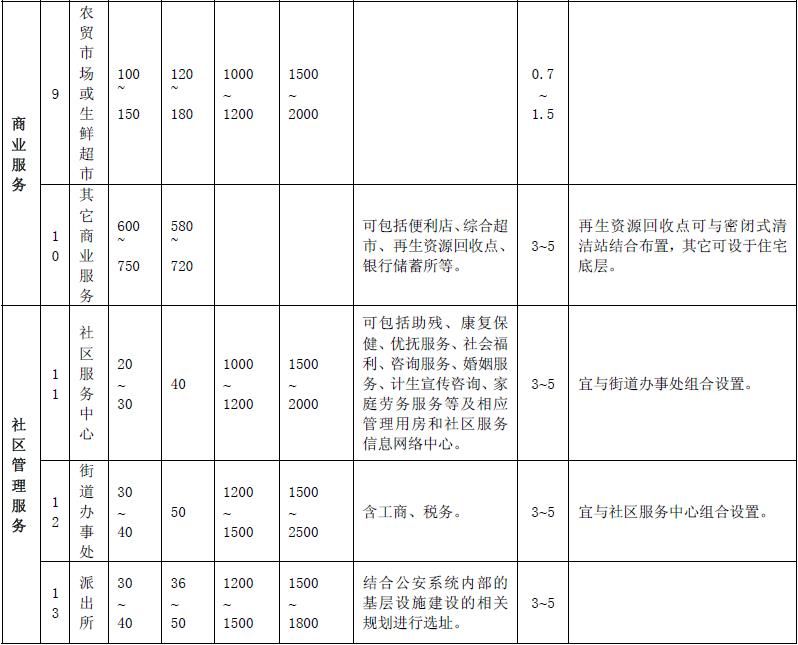 商业服务
9
农贸市场或生鲜超市
100
~
150
120
~
180
1000
~
1200
1500
~
2000
0.7
~
1.5
10
其它商业服务
600
~
750
580
~
720
可包括便利店、综合超
市、再生资源回收点、
银行储蓄所等。
3~5
再生资源回收点可与密闭式清
洁站结合布置，其它可设于住宅
底层。
社区管理服务
11
社区服务中心
20
~
30
40
1000
~
1200
1500
~
2000
可包括助残、康复保
健、优抚服务、社会福
利、咨询服务、婚姻服
务、计生宣传咨询、家
庭劳务服务等及相应
管理用房和社区服务
信息网络中心。
3~5
宜与街道办事处组合设置。
12
街道办事处
30
~
40
50
1200
~
1500
1500
~
2500
含工商、税务。
3~5
宜与社区服务中心组合设置。
13
派出所
30
~
40
36
~
50
1200
~
1500
1500
~
1800
结合公安系统内部的
基层设施建设的相关
规划进行选址。
3~5